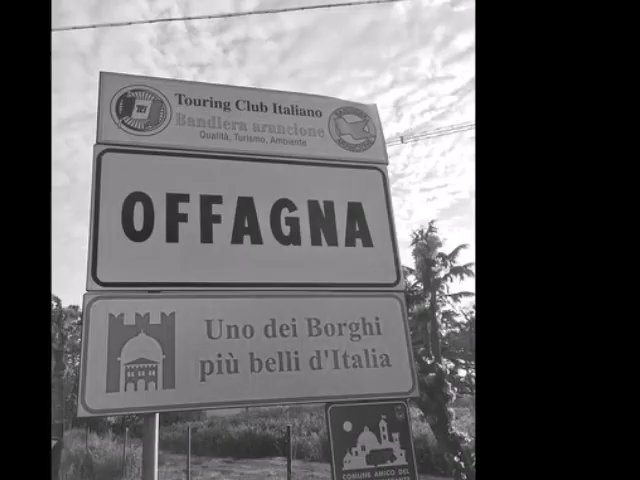 Touring Club Italiano
Bandiera arancione
Qualità, Turismo, Ambiente
OFFAGNA
Uno dei Borghi
più belli d'Italia
COMUNE AMICO DEL